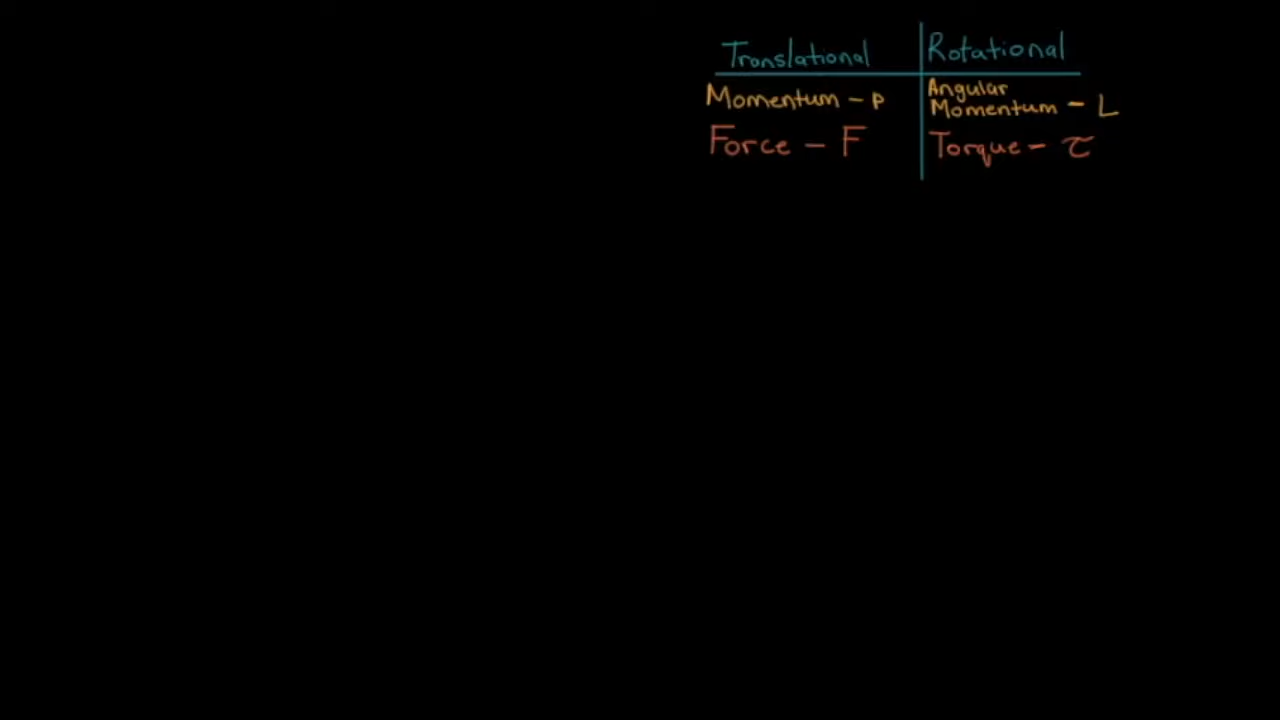 Translational Rotational
Momentum - p Angular
Momentum - L
Force - F Torque - τ